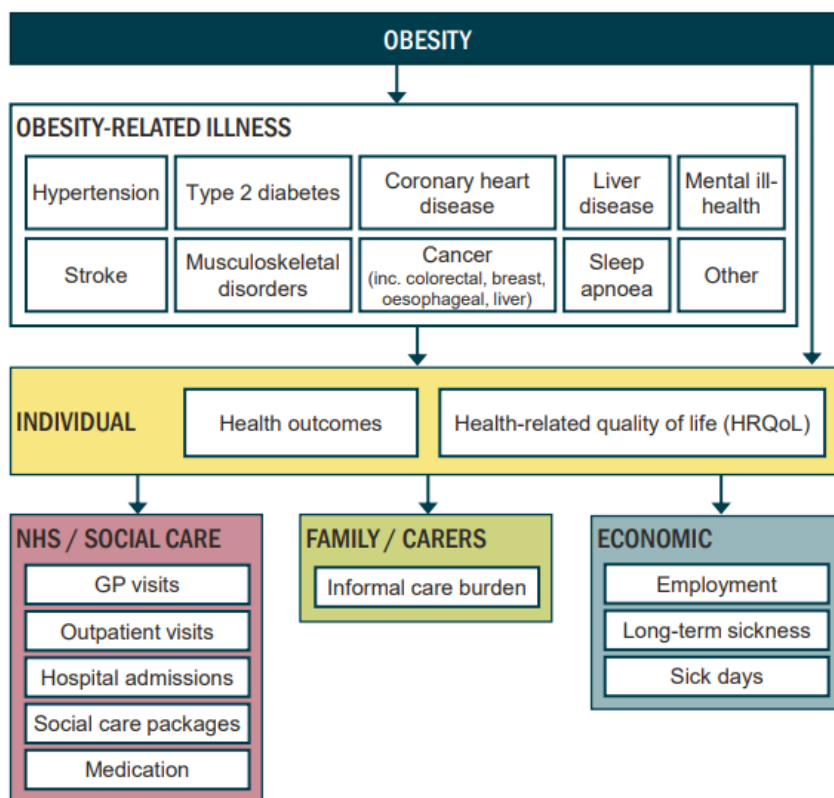 OBESITY
OBESITY-RELATED ILLNESS
Hypertension
Type 2 diabetes
Coronary heart
disease
Liver
disease
Mental ill-
health
Stroke
Musculoskeletal
disorders
Cancer
(inc. colorectal, breast,
oesophageal, liver)
Sleep
apnoea
Other
INDIVIDUAL
Health outcomes
Health-related quality of life (HRQoL)
NHS / SOCIAL CARE
GP visits
Outpatient visits
Hospital admissions
Social care packages
Medication
FAMILY / CARERS
Informal care burden
ECONOMIC
Employment
Long-term sickness
Sick days